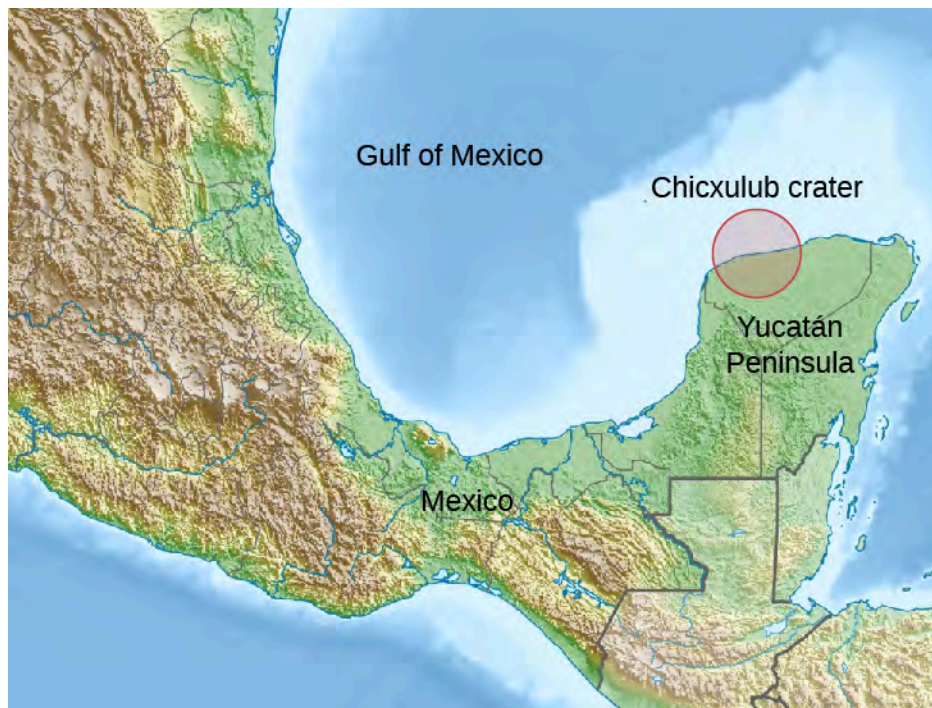 Gulf of Mexico
Chicxulub crater
Yucatán
Peninsula
Mexico